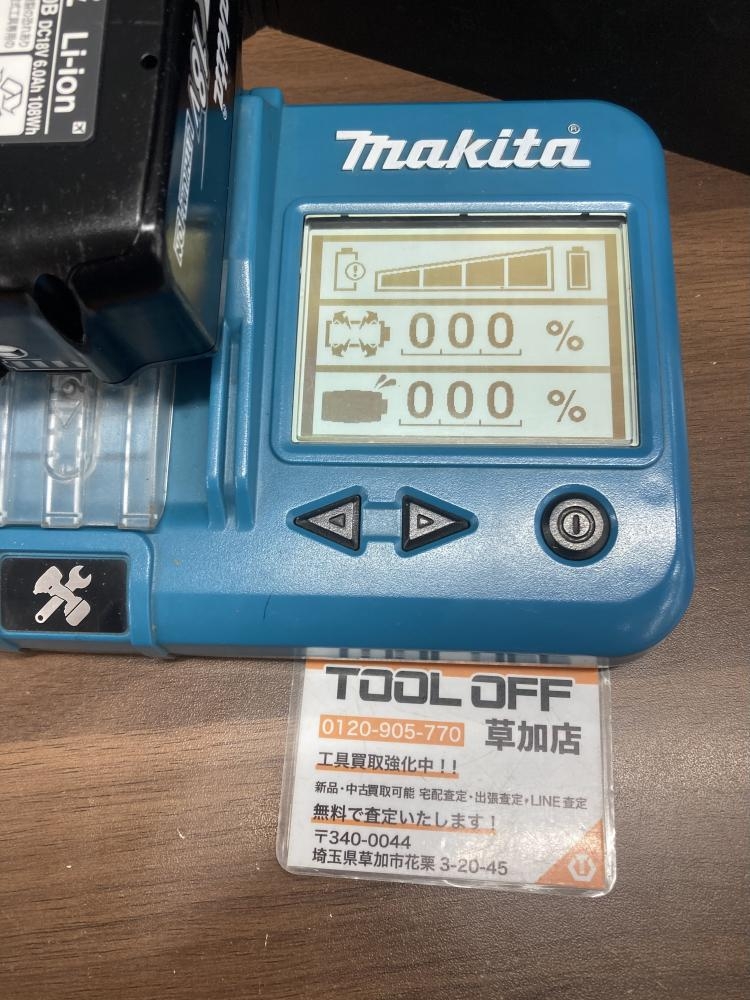 DC18V 6.0Ah 108Wh
Li-ion
18V
makita®
000 %
000 %
TOOL OFF
0120-905-770 草加店
工具買取強化中!!
新品・中古買取可能 宅配査定・出張査定・LINE査定
無料で査定いたします!
〒340-0044
埼玉県草加市花栗 3-20-45